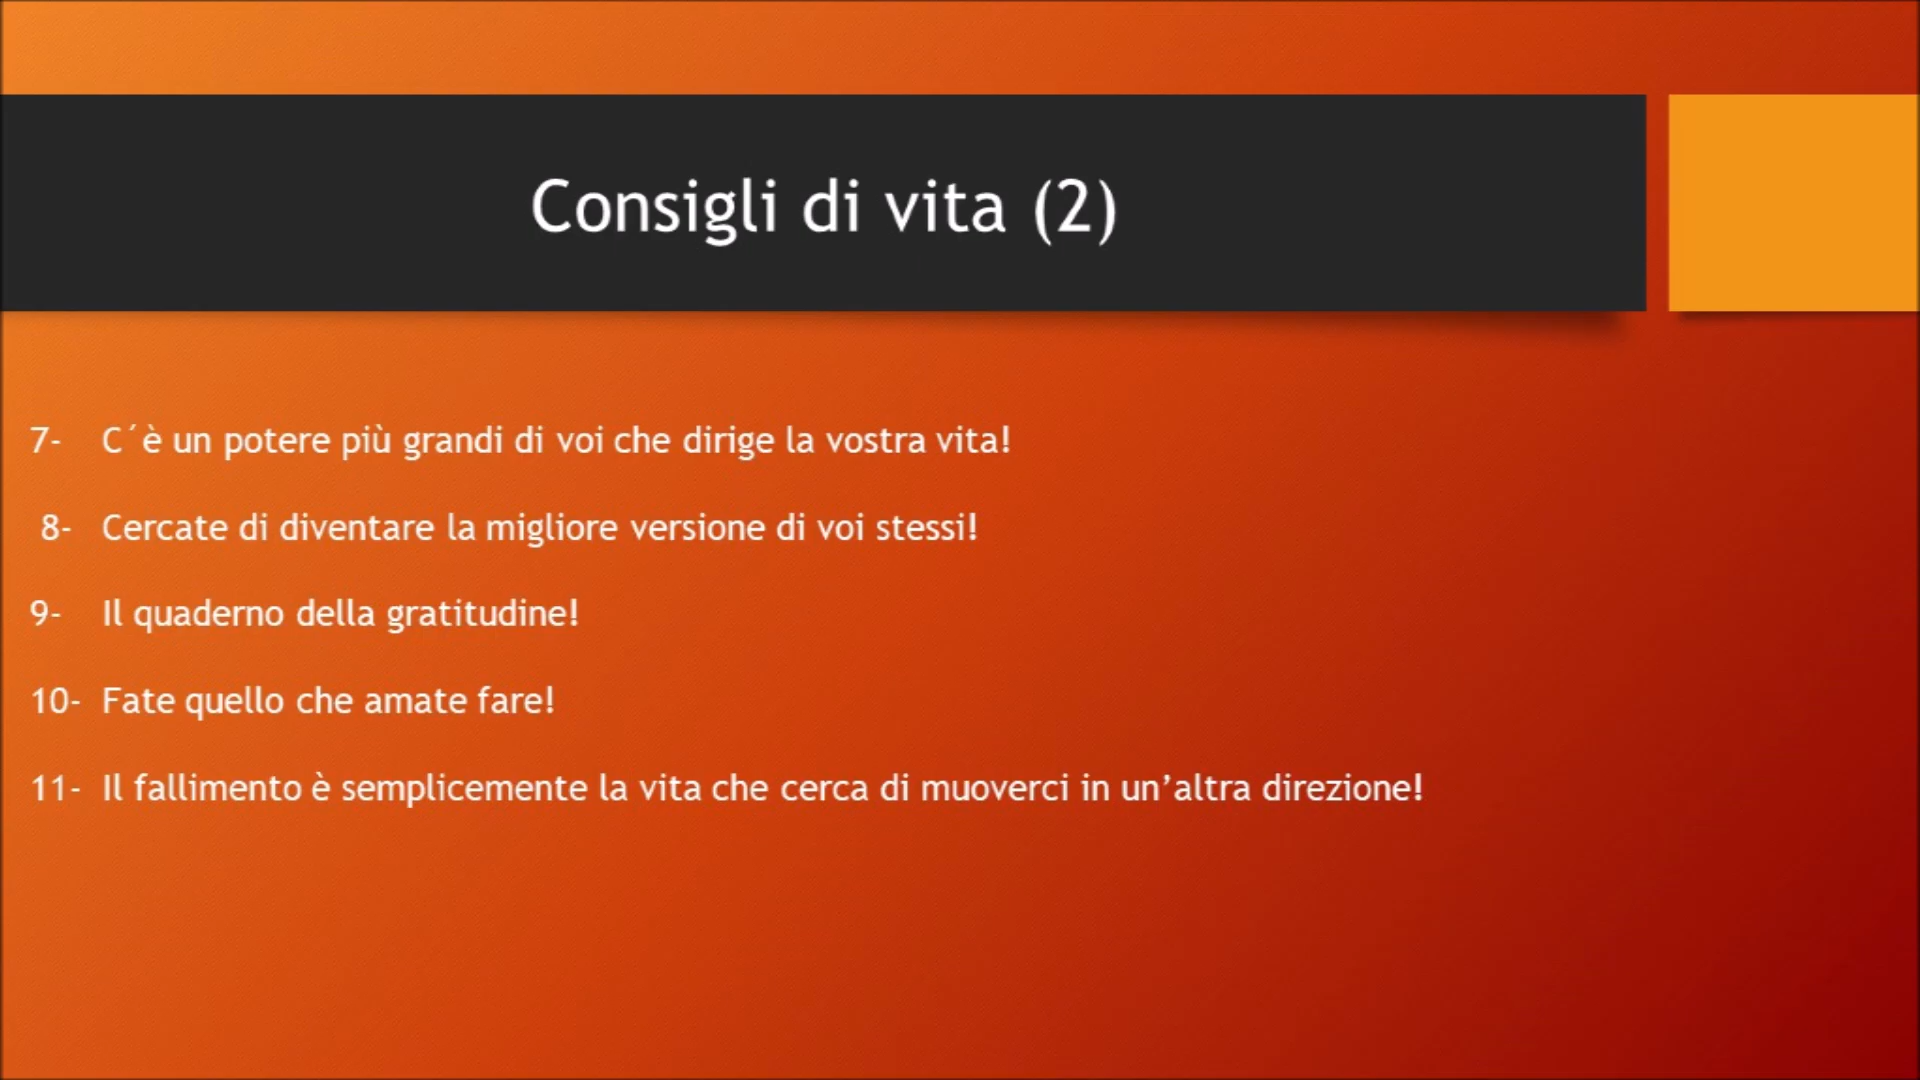 Consigli di vita (2)
7- C´è un potere più grandi di voi che dirige la vostra vita!
8- Cercate di diventare la migliore versione di voi stessi!
9- Il quaderno della gratitudine!
10- Fate quello che amate fare!
11- Il fallimento è semplicemente la vita che cerca di muoverci in un’altra direzione!